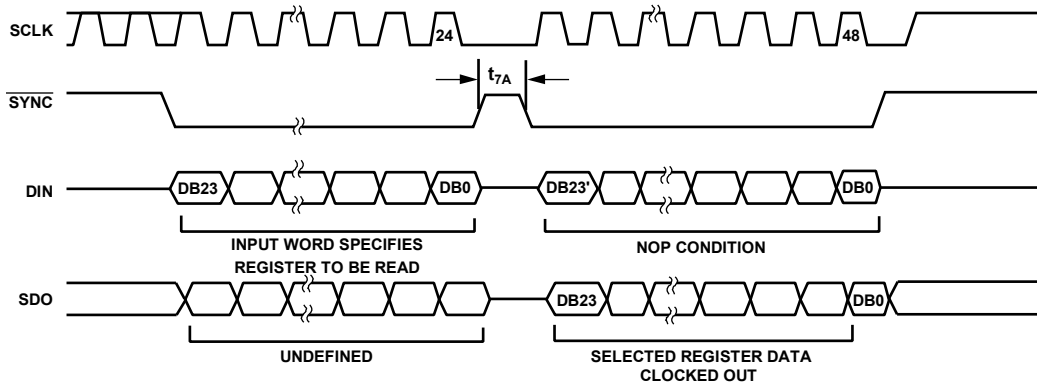 SCLK
24
48
t7A
SYNC
DIN
DB23
DB0
DB23'
DB0
INPUT WORD SPECIFIES
REGISTER TO BE READ
NOP CONDITION
SDO
DB23
DB0
UNDEFINED
SELECTED REGISTER DATA
CLOCKED OUT